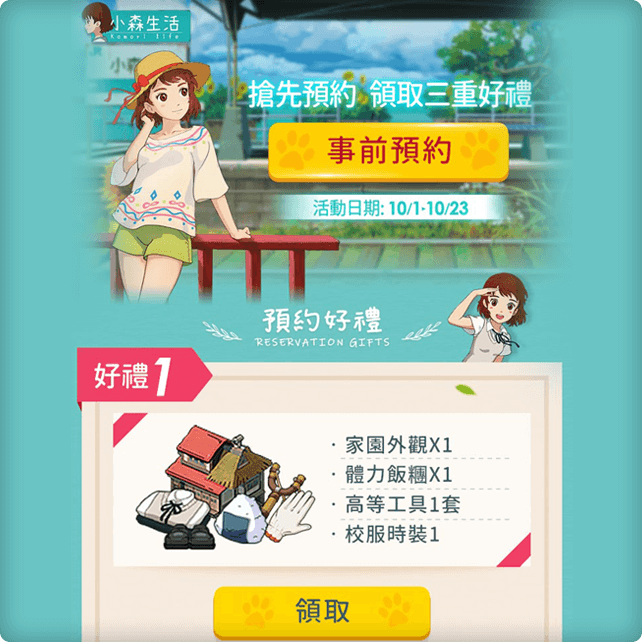 小森生活
Komori life
搶先預約 領取三重好禮
事前預約
活動日期: 10/1-10/23
預約好禮
RESERVATION GIFTS
好禮1
· 家園外觀X1
· 體力飯糰X1
· 高等工具1套
· 校服時裝1
領取